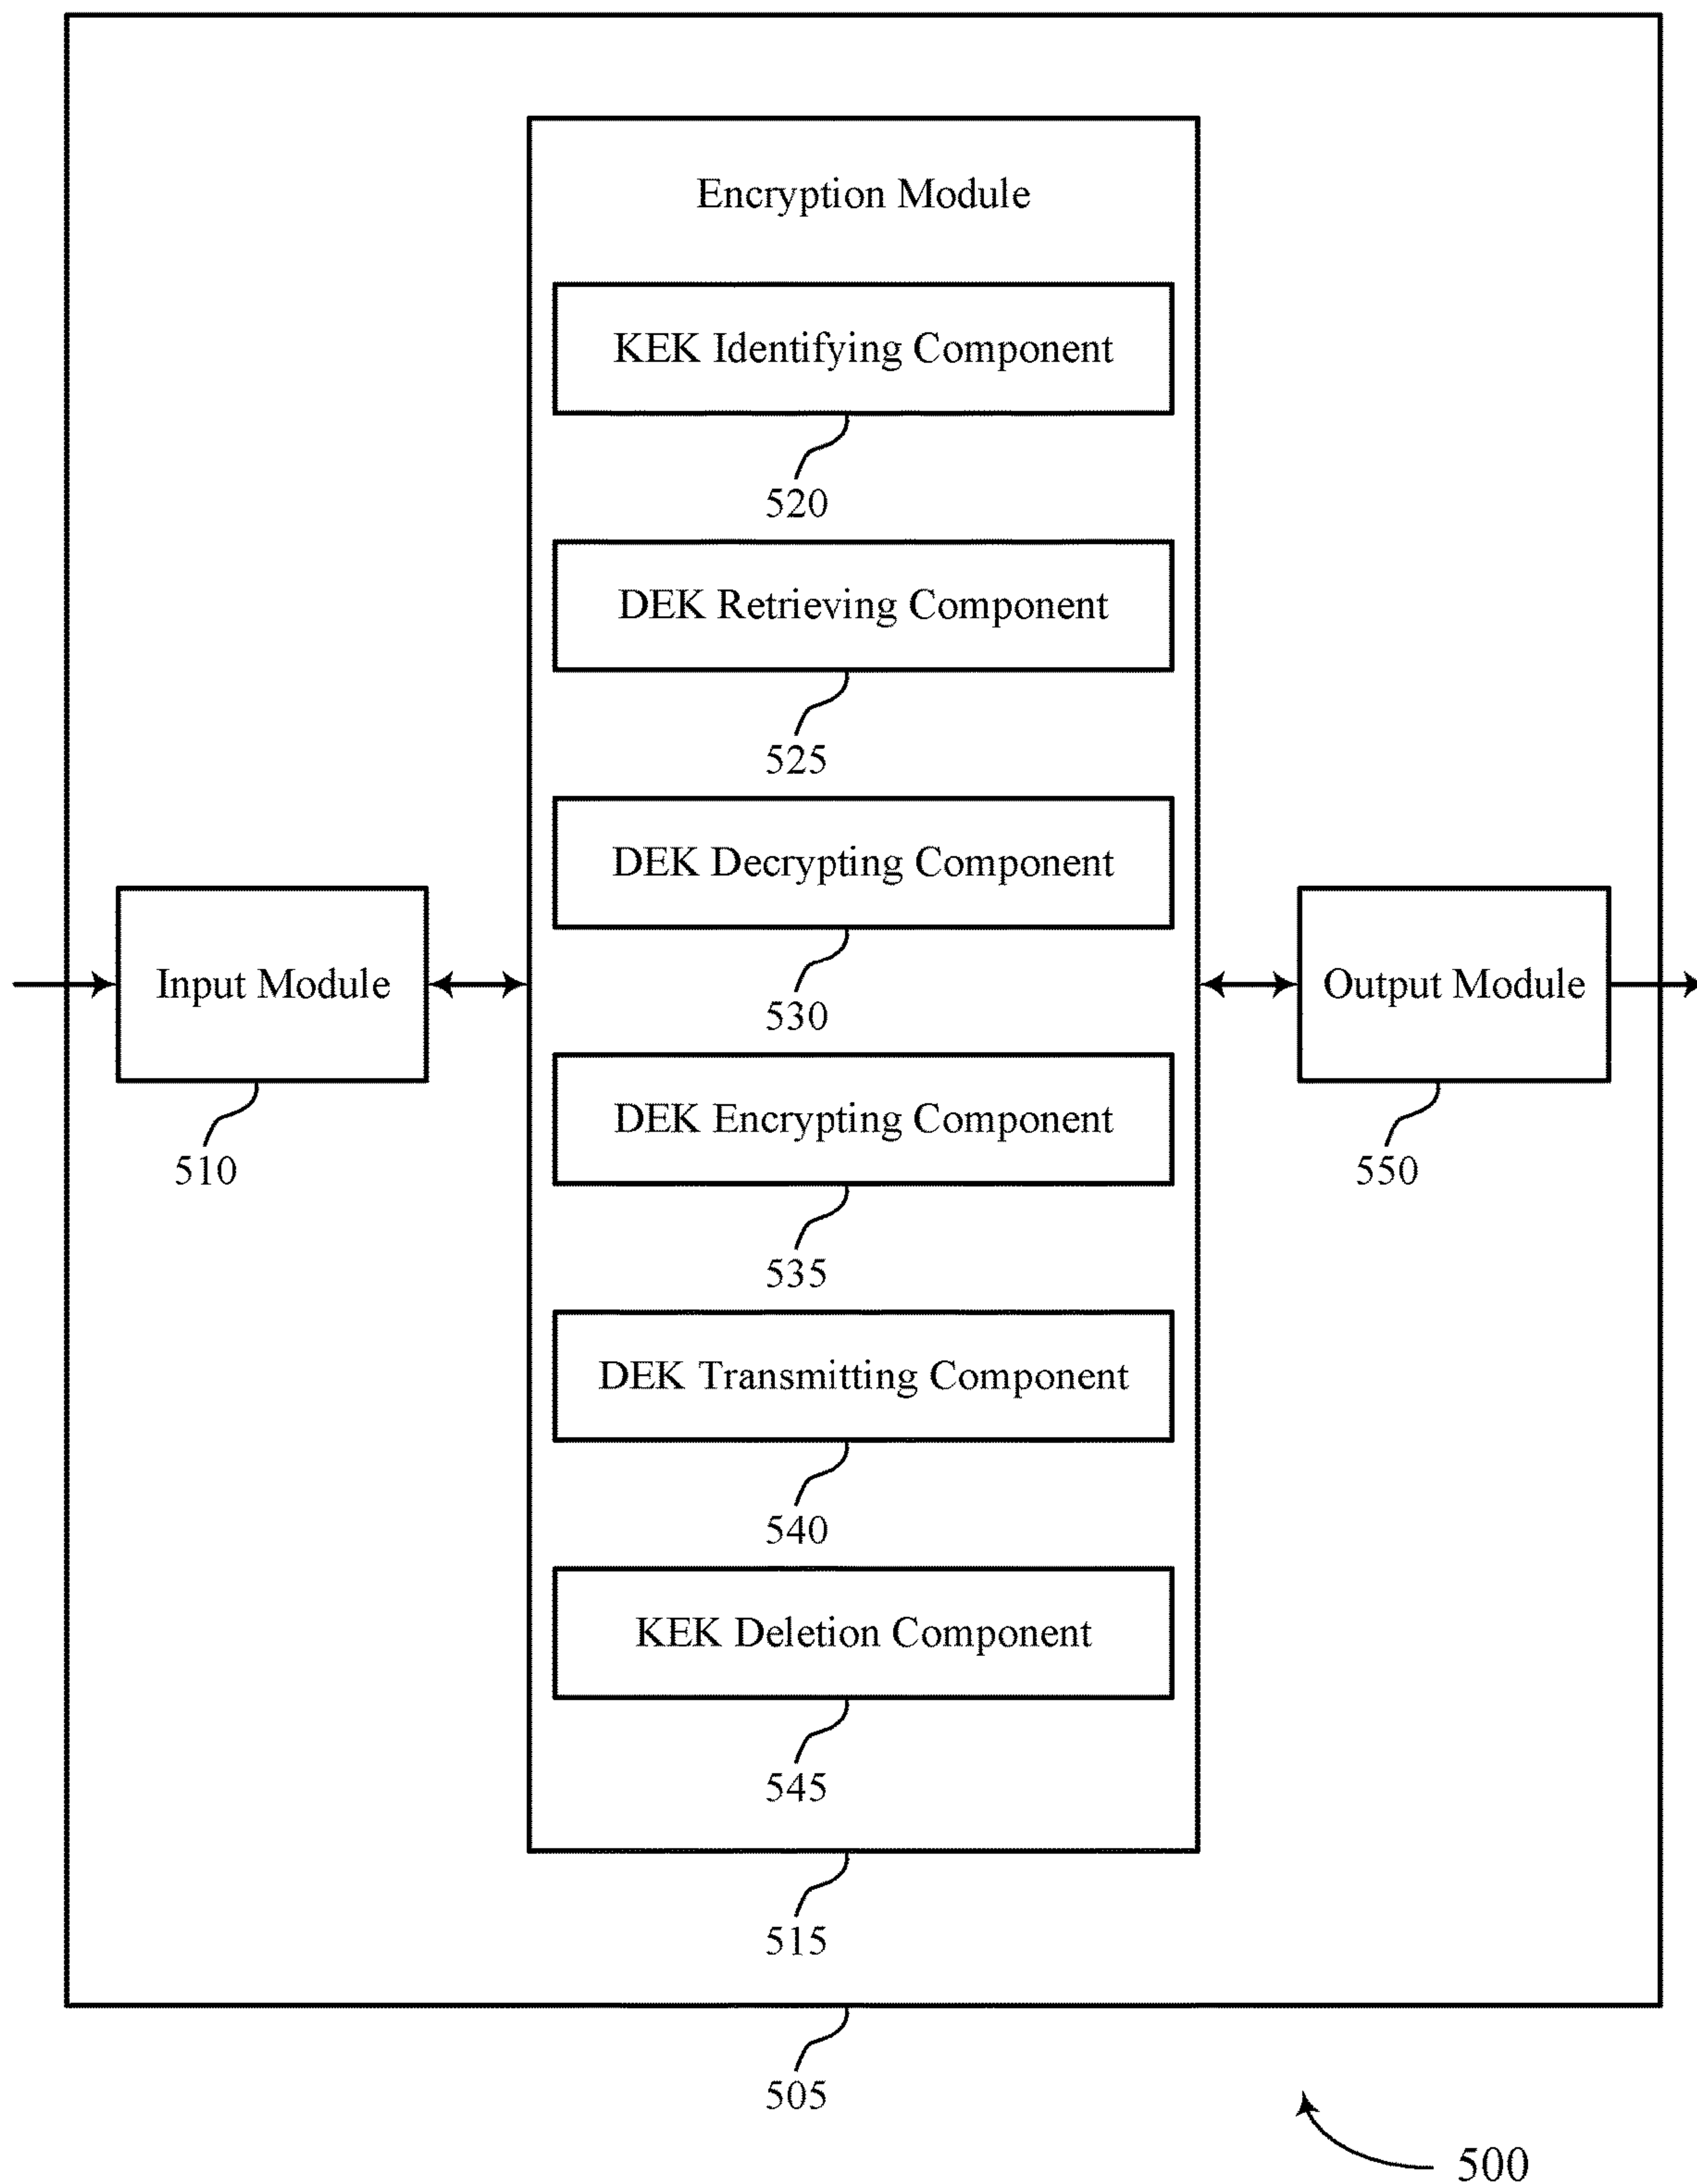 Encryption Module
KEK Identifying Component
520
DEK Retrieving Component
525
DEK Decrypting Component
530
Input Module
510
Output Module
550
DEK Encrypting Component
535
DEK Transmitting Component
540
KEK Deletion Component
545
515
505
500